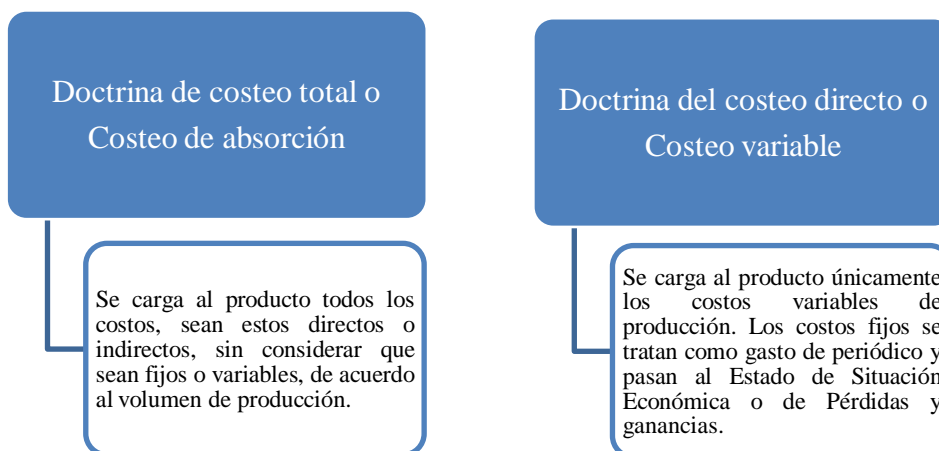 Doctrina de costeo total o
Costeo de absorción
Se carga al producto todos los
costos, sean estos directos o
indirectos, sin considerar que
sean fijos o variables, de acuerdo
al volumen de producción.
Doctrina del costeo directo o
Costeo variable
Se carga al producto únicamente
los costos variables de
producción. Los costos fijos se
tratan como gasto de periódico y
pasan al Estado de Situación
Económica o de Pérdidas y
ganancias.